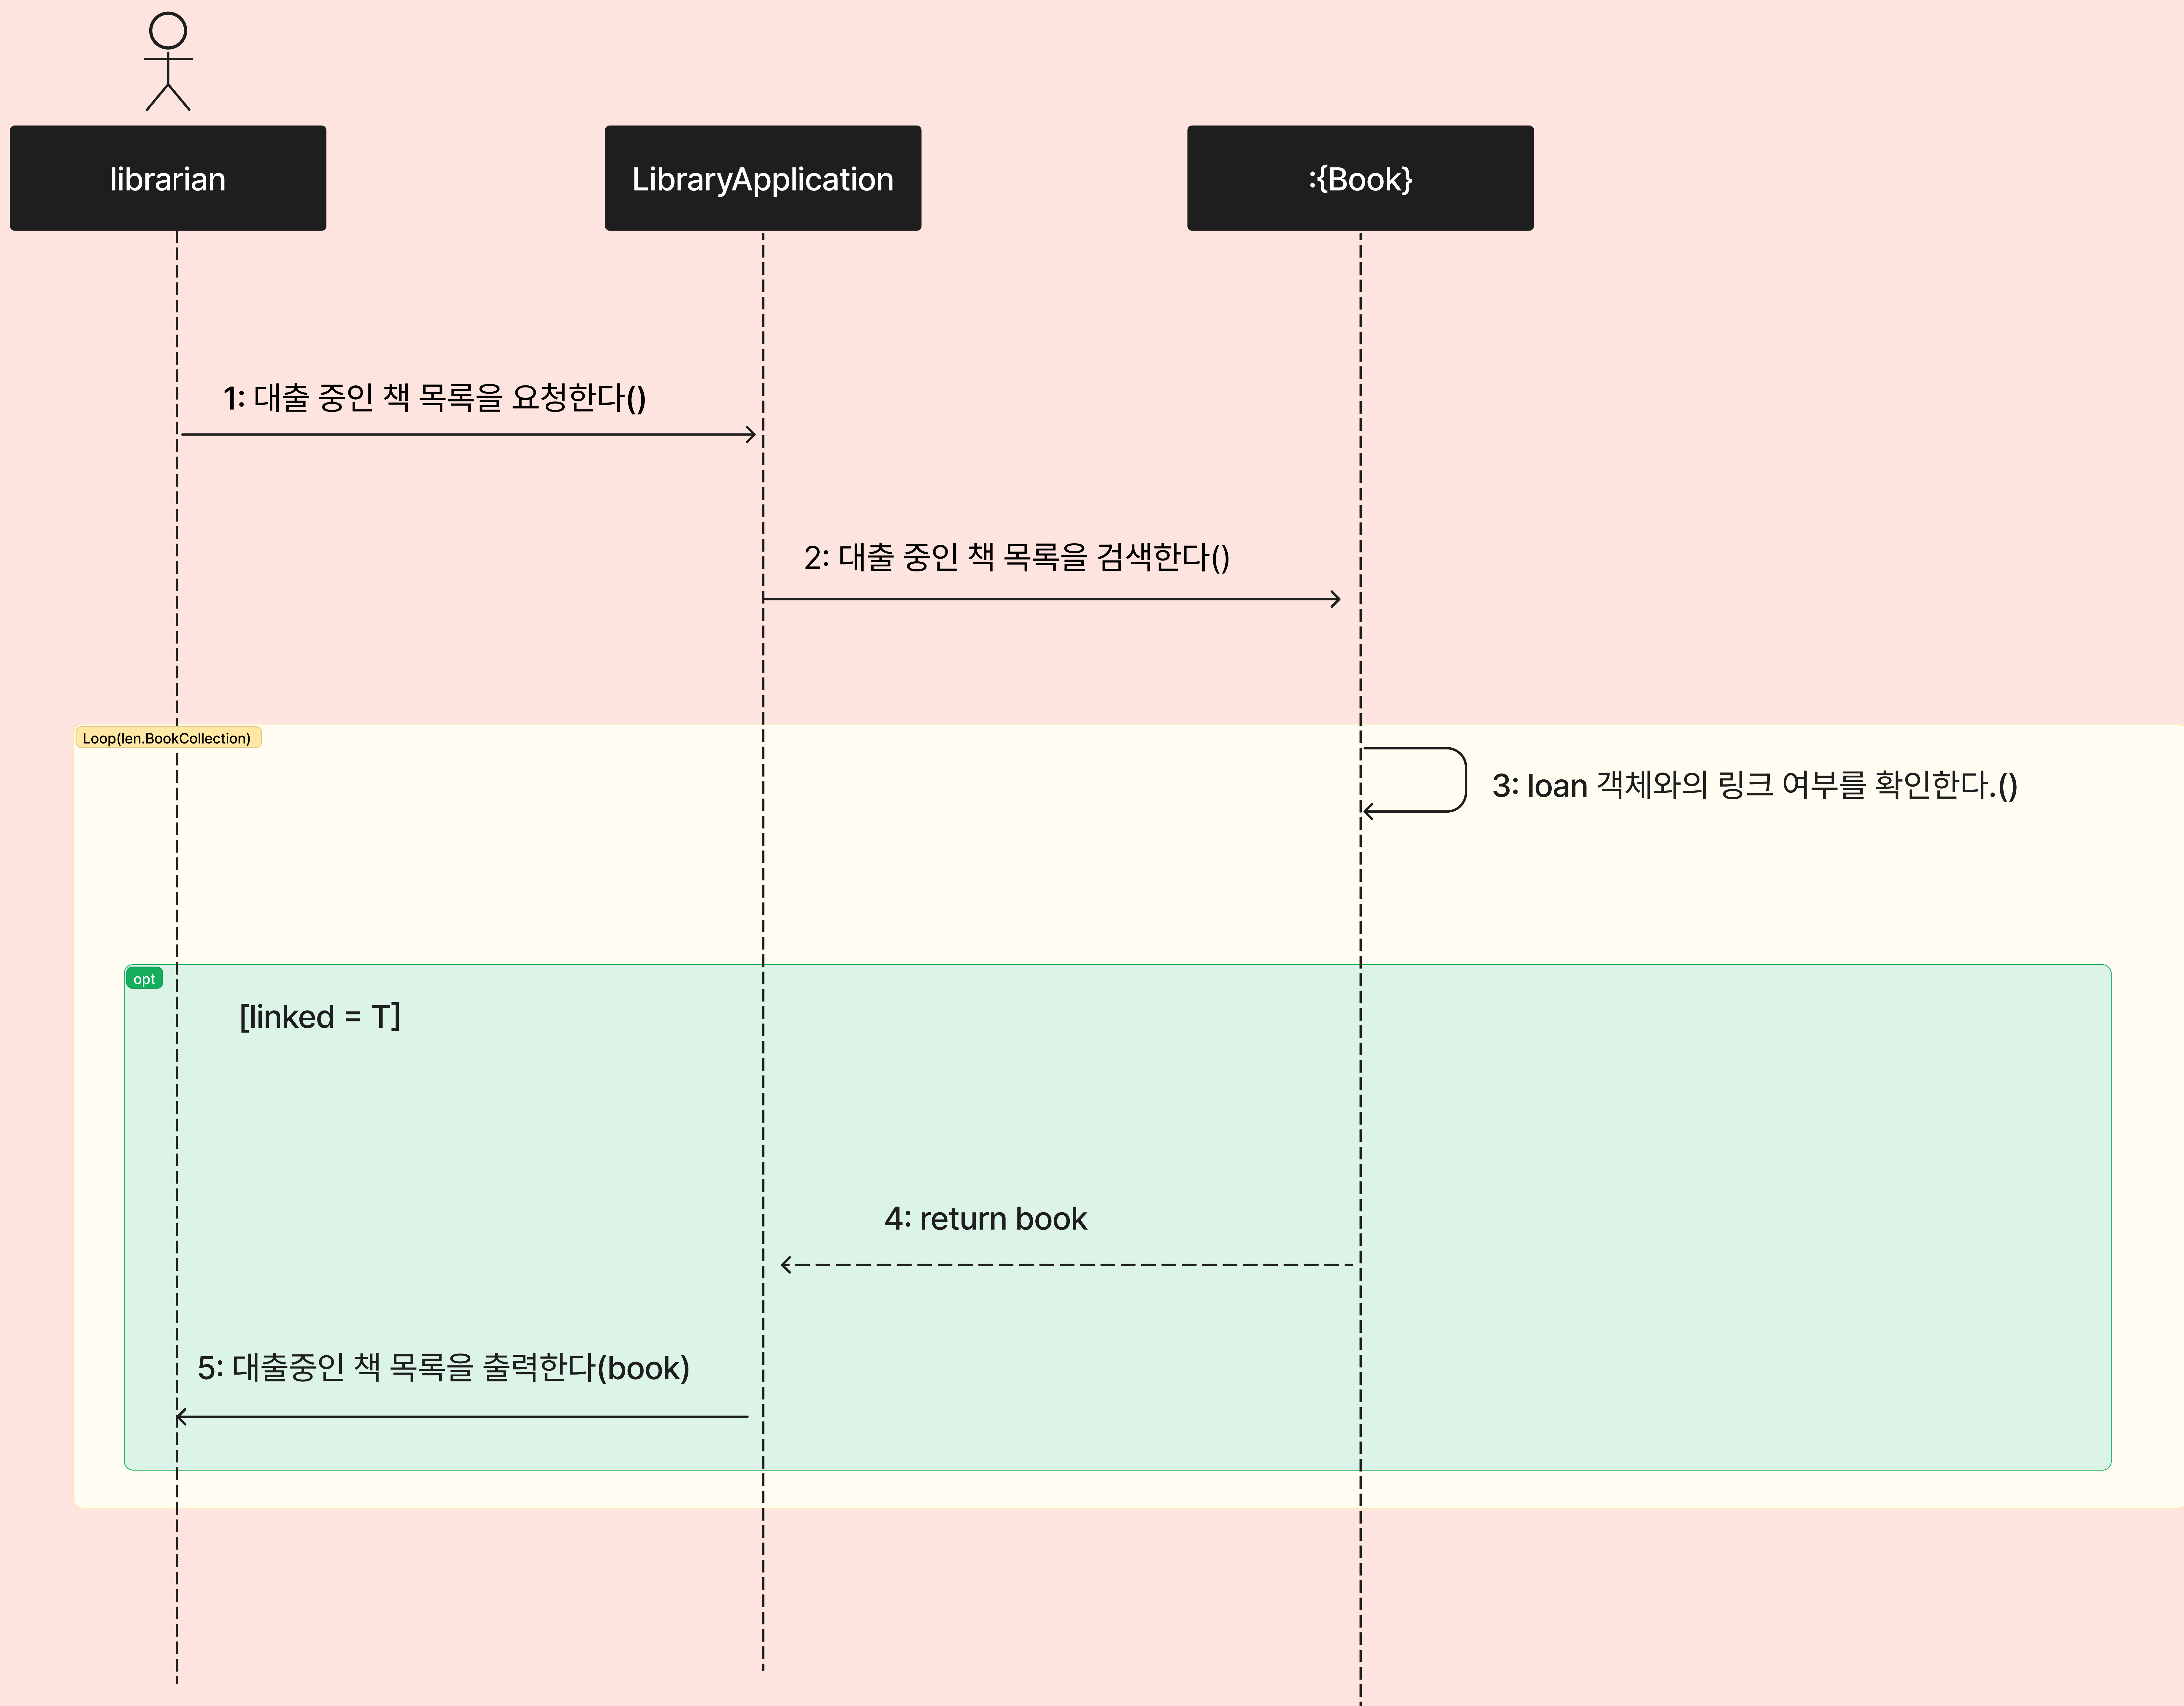 librarian
LibraryApplication
:{Book}
1: 대출 중인 책 목록을 요청한다()
2: 대출 중인 책 목록을 검색한다()
Loop(len.BookCollection)
3: loan 객체와의 링크 여부를 확인한다.()
opt
[linked = T]
4: return book
5: 대출중인 책 목록을 출력한다(book)